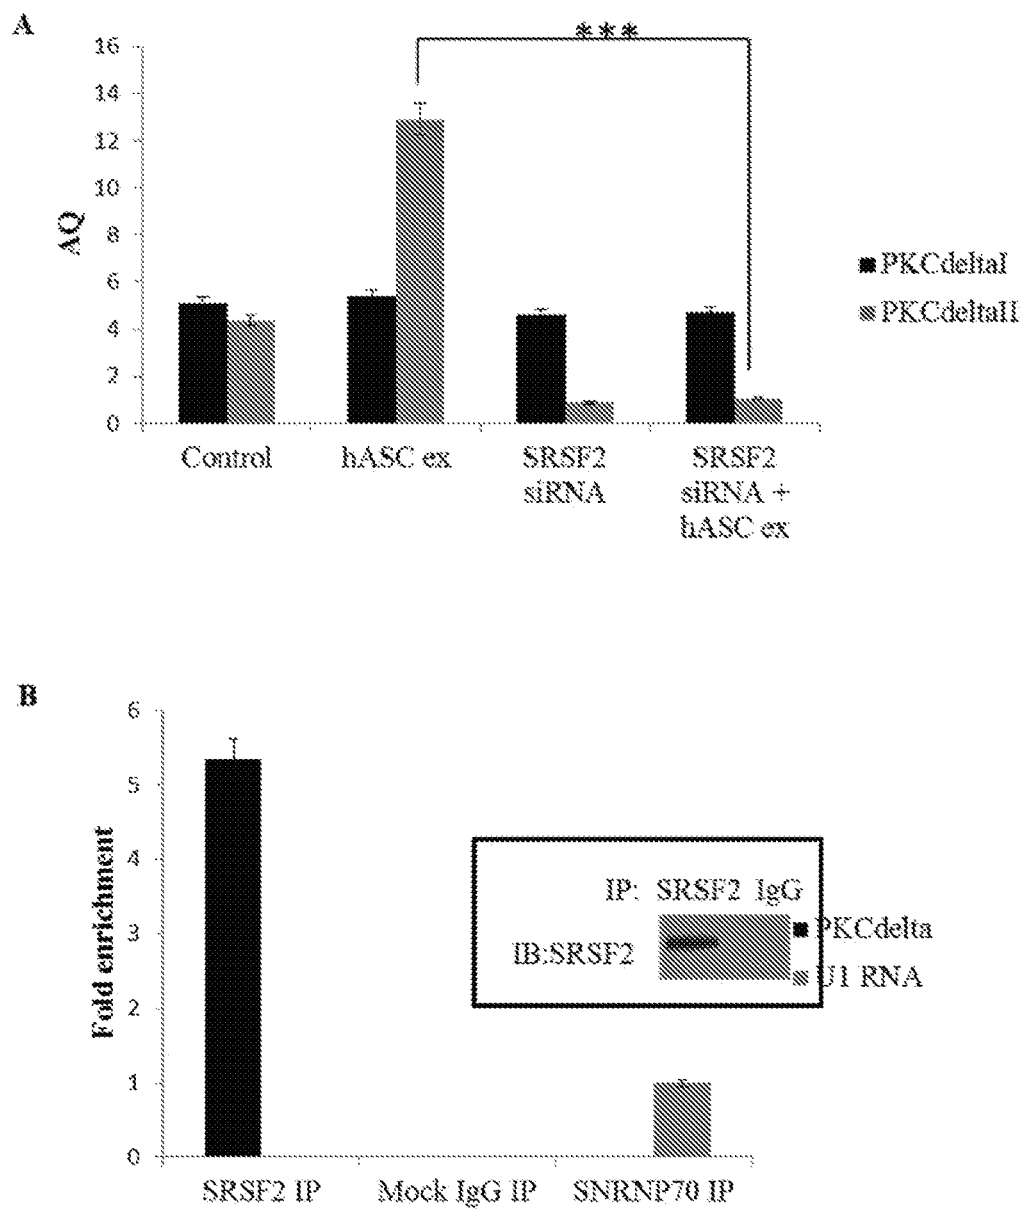 A
***
16
14
12
10
8
6
4
2
0
AQ
PKCdeltaI
PKCdeltaII
Control
hASC ex
SRSF2
siRNA
SRSF2
siRNA +
hASC ex
B
6
5
4
3
2
1
0
Fold enrichment
IP: SRSF2 IgG
IB:SRSF2
PKCdelta
U1 RNA
SRSF2 IP
Mock IgG IP
SNRNP70 IP